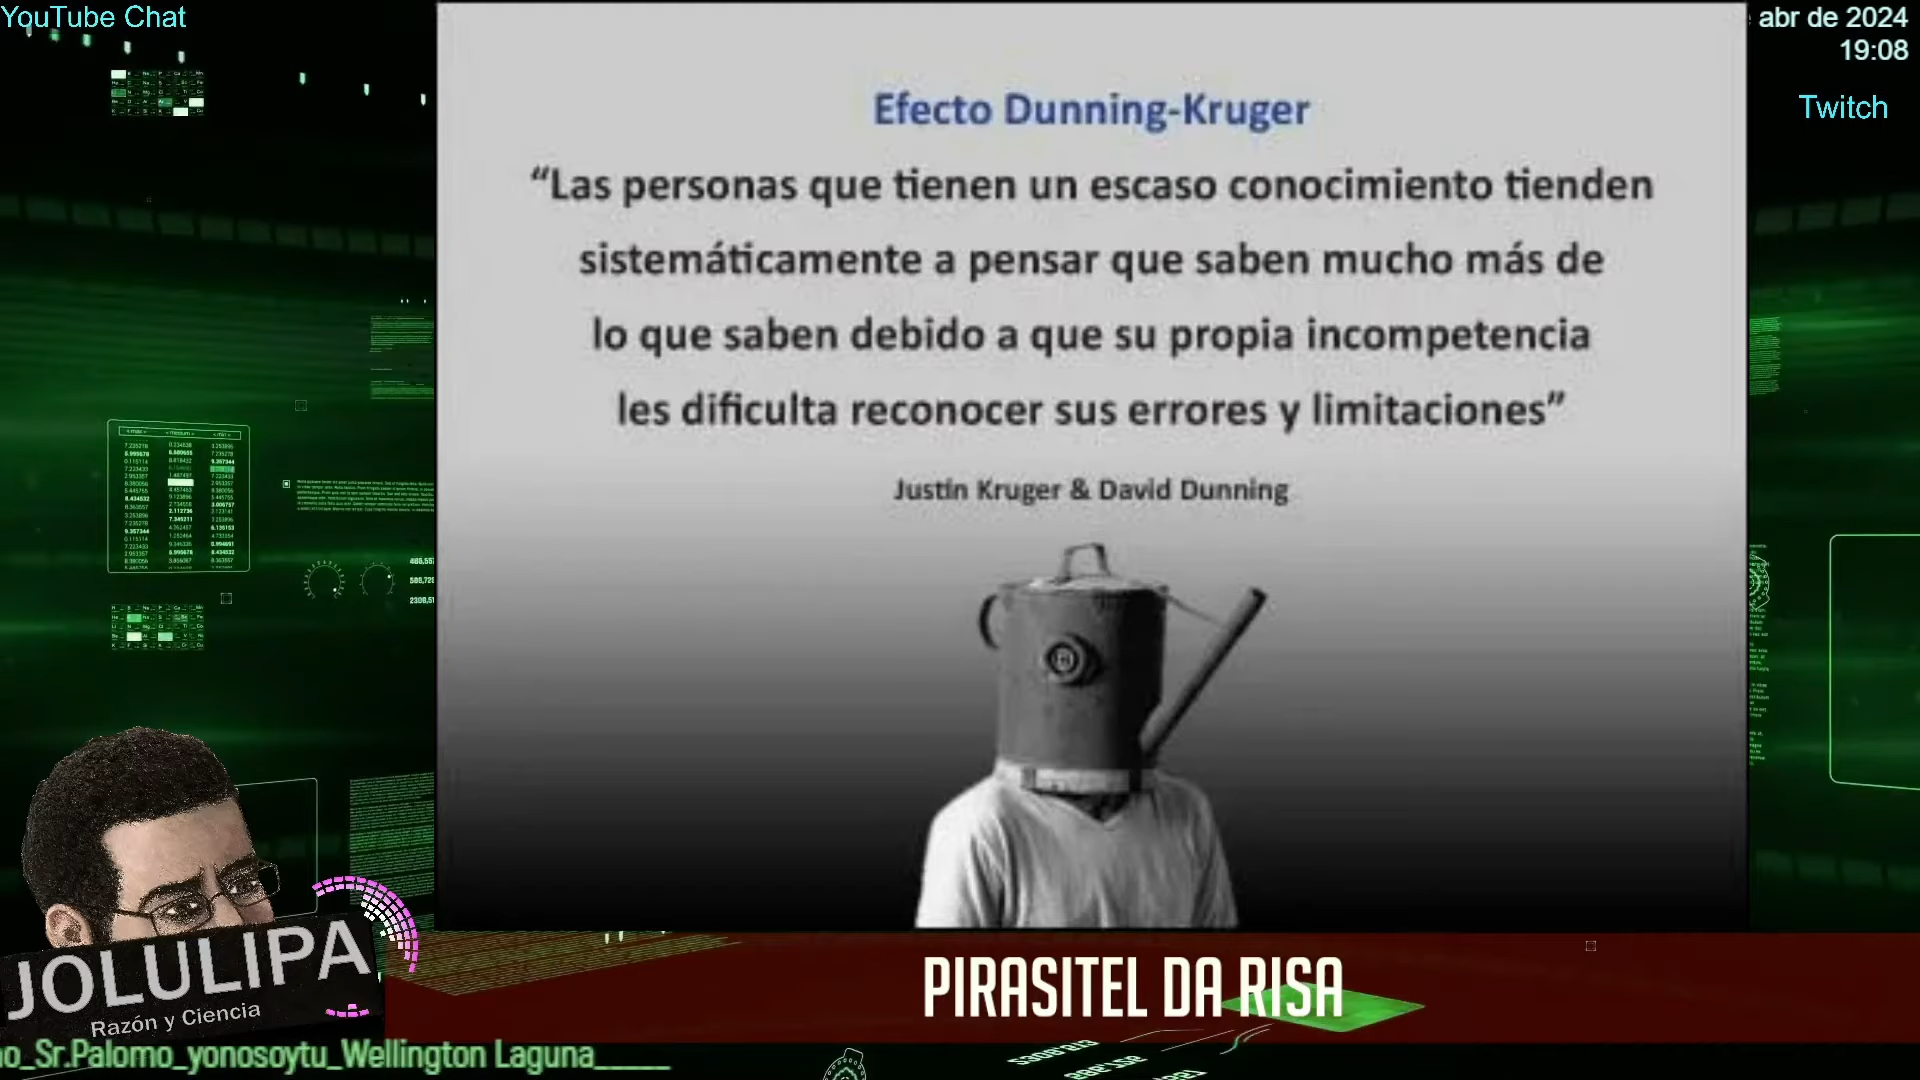 YouTube Chat
abr de 2024
19:08
Twitch
Efecto Dunning-Kruger
“Las personas que tienen un escaso conocimiento tienden
sistemáticamente a pensar que saben mucho más de
lo que saben debido a que su propia incompetencia
les dificulta reconocer sus errores y limitaciones”
Justin Kruger & David Dunning
JOLULIPA
Razón y Ciencia
PIRASITEL DA RISA
o_Sr.Palomo_yonosoytu_Wellington Laguna_____